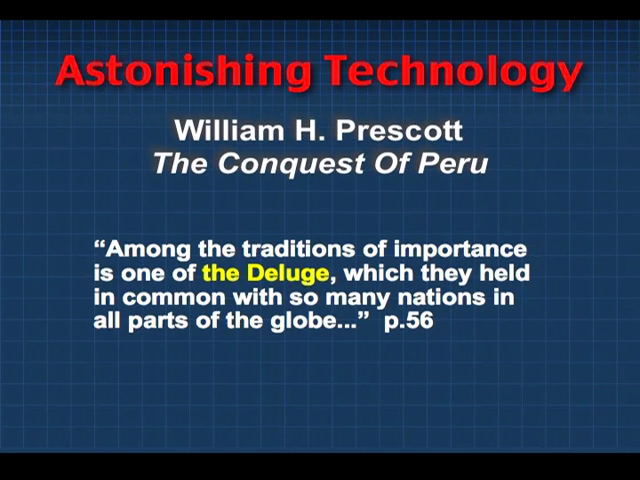 Astonishing Technology
William H. Prescott
The Conquest Of Peru
“Among the traditions of importance
is one of the Deluge, which they held
in common with so many nations in
all parts of the globe...” p.56